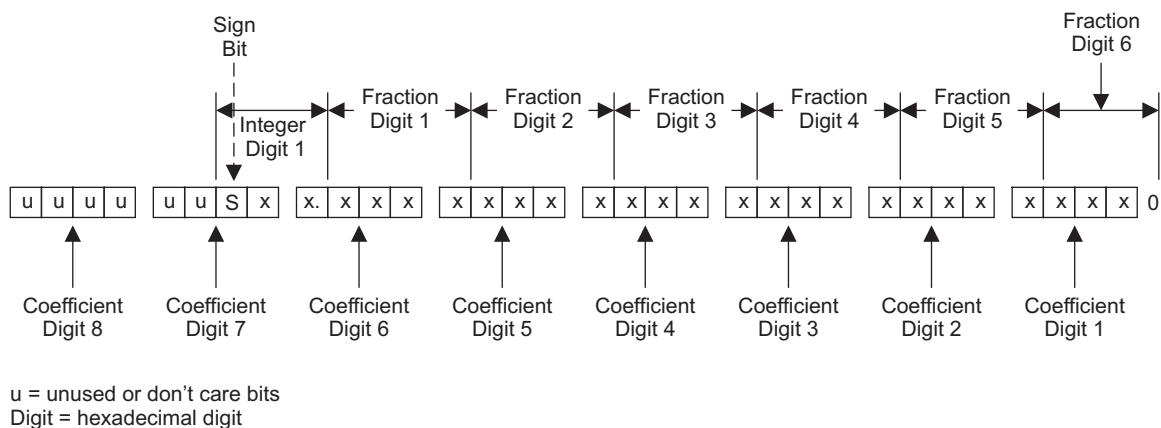 Sign
Bit
Fraction
Digit 6
Integer
Digit 1
Fraction
Digit 1
Fraction
Digit 2
Fraction
Digit 3
Fraction
Digit 4
Fraction
Digit 5
u u u u u u S x x. x x x x x x x x x x x x x x x x x x x x x x x 0
Coefficient
Digit 8
Coefficient
Digit 7
Coefficient
Digit 6
Coefficient
Digit 5
Coefficient
Digit 4
Coefficient
Digit 3
Coefficient
Digit 2
Coefficient
Digit 1
u = unused or don’t care bits
Digit = hexadecimal digit